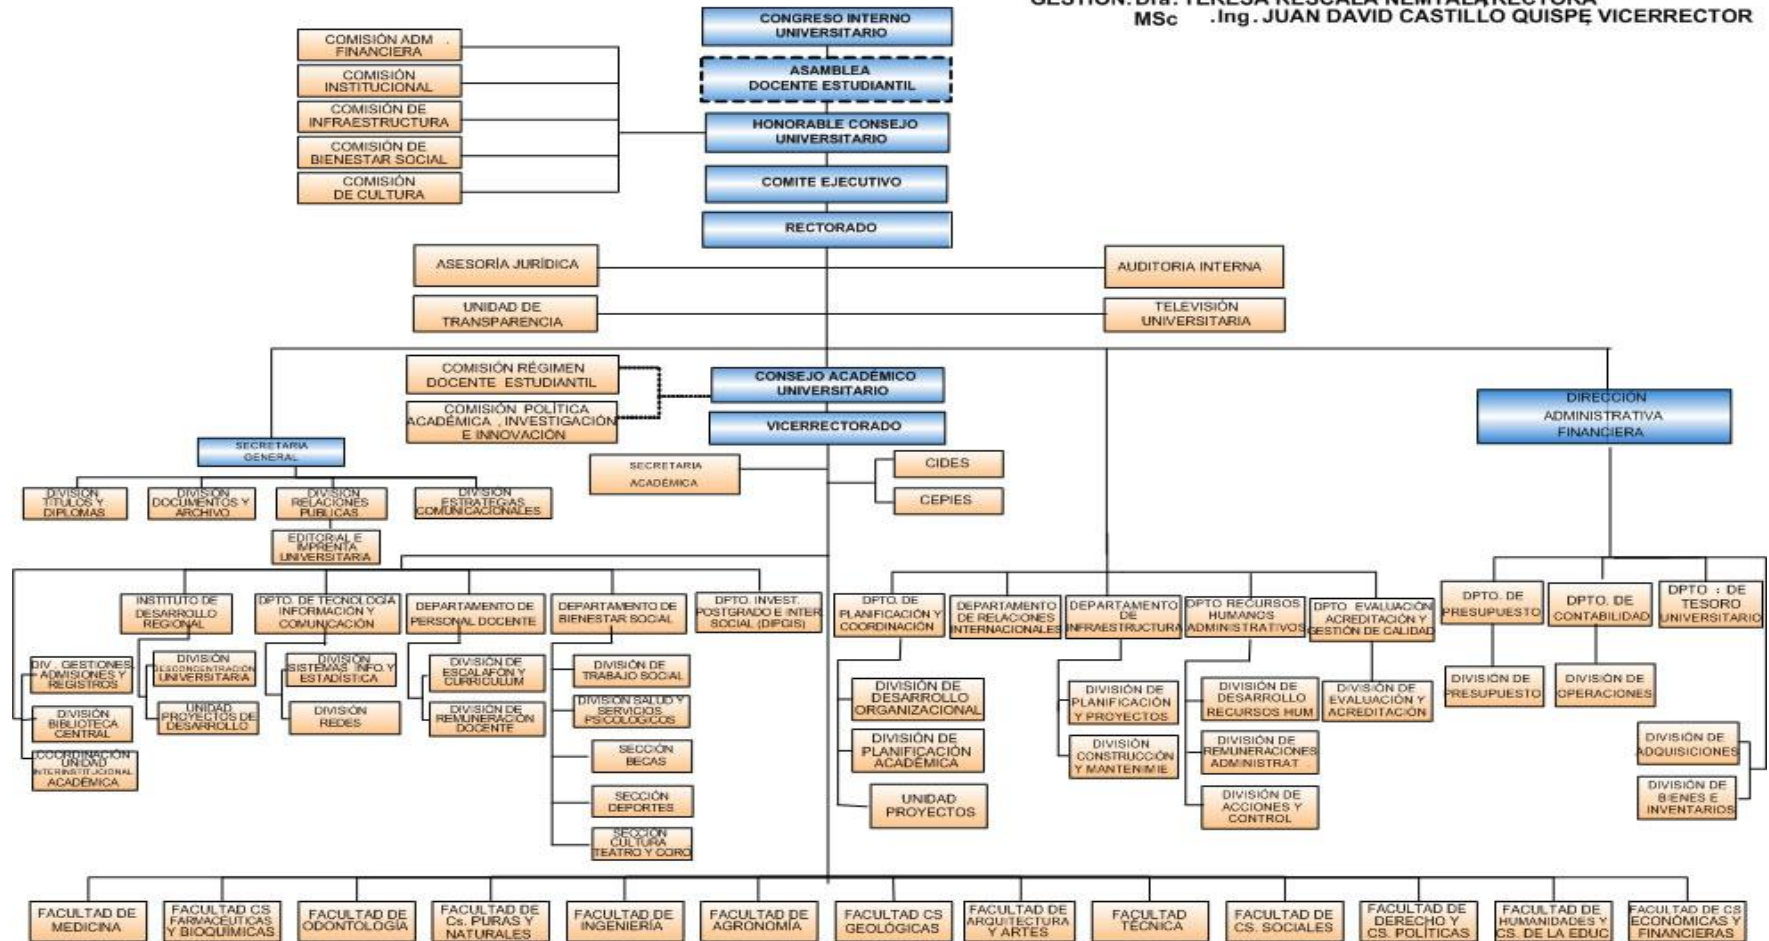 GESTION: Dra. TERESA RESCALA NEMTALA, RECTORA
MSc .Ing. JUAN DAVID CASTILLO QUISPE, VICERRECTOR
CONGRESO INTERNO
UNIVERSITARIO
COMISIÓN ADM .
FINANCIERA
COMISIÓN
INSTITUCIONAL
COMISIÓN DE
INFRAESTRUCTURA
COMISIÓN DE
BIENESTAR SOCIAL
COMISIÓN
DE CULTURA
ASAMBLEA
DOCENTE ESTUDIANTIL
HONORABLE CONSEJO
UNIVERSITARIO
COMITE EJECUTIVO
RECTORADO
ASESORÍA JURÍDICA
AUDITORIA INTERNA
UNIDAD DE
TRANSPARENCIA
TELEVISIÓN
UNIVERSITARIA
COMISIÓN RÉGIMEN
DOCENTE ESTUDIANTIL
COMISIÓN POLÍTICA
ACADÉMICA , INVESTIGACIÓN
E INNOVACIÓN
CONSEJO ACADÉMICO
UNIVERSITARIO
VICERRECTORADO
DIRECCIÓN
ADMINISTRATIVA
FINANCIERA
SECRETARIA
GENERAL
SECRETARIA
ACADÉMICA
CIDES
CEPIES
DIVISIÓN
TITULOS Y
DIPLOMAS
DIVISIÓN
DOCUMENTOS Y
ARCHIVO
DIVISIÓN
RELACIONES
PUBLICAS
DIVISIÓN
ESTRATEGIAS
COMUNICACIONALES
EDITORIAL E
IMPRENTA
UNIVERSITARIA
INSTITUTO DE
DESARROLLO
REGIONAL
DPTO. DE TECNOLOGÍA
INFORMACIÓN Y
COMUNICACIÓN
DEPARTAMENTO DE
PERSONAL DOCENTE
DEPARTAMENTO DE
BIENESTAR SOCIAL
DPTO. INVEST.
POSTGRADO E INTER.
SOCIAL (DIPGIS)
DPTO. DE
PLANIFICACIÓN Y
COORDINACIÓN
DEPARTAMENTO
DE RELACIONES
INTERNACIONALES
DEPARTAMENTO
DE
INFRAESTRUCTURA
DPTO RECURSOS
HUMANOS
ADMINISTRATIVOS
DPTO EVALUACIÓN
ACREDITACIÓN Y
GESTIÓN DE CALIDAD
DPTO. DE
PRESUPUESTO
DPTO. DE
CONTABILIDAD
DPTO : DE
TESORO
UNIVERSITARIO
DIV . GESTIONES,
ADMISIONES Y
REGISTROS
DIVISIÓN
BIBLIOTECA
CENTRAL
COORDINACIÓN
UNIDAD
INTERINSTITUCIONAL
ACADÉMICA
DIVISIÓN
DESCONCENTRACIÓN
UNIVERSITARIA
UNIDAD
PROYECTOS DE
DESARROLLO
DIVISIÓN
SISTEMAS INFO. Y
ESTADÍSTICA
DIVISIÓN
REDES
DIVISIÓN DE
ESCALAFÓN Y
CURRICULUM
DIVISIÓN DE
REMUNERACIÓN
DOCENTE
DIVISIÓN DE
TRABAJO SOCIAL
DIVISION SALUD Y
SERVICIOS
PSICOLOGICOS
SECCIÓN
BECAS
SECCIÓN
DEPORTES
SECCIÓN
CULTURA
TEATRO Y CORO
DIVISIÓN DE
DESARROLLO
ORGANIZACIONAL
DIVISIÓN DE
PLANIFICACIÓN
ACADÉMICA
UNIDAD
PROYECTOS
DIVISIÓN DE
PLANIFICACIÓN
Y PROYECTOS
DIVISIÓN
CONSTRUCCIÓN
Y MANTENIMIE
DIVISIÓN DE
DESARROLLO
RECURSOS HUM
DIVISIÓN DE
REMUNERACIONES
ADMINISTRAT .
DIVISIÓN DE
ACCIONES Y
CONTROL
DIVISIÓN DE
EVALUACIÓN Y
ACREDITACIÓN
DIVISIÓN DE
PRESUPUESTO
DIVISIÓN DE
OPERACIONES
DIVISIÓN DE
ADQUISICIONES
DIVISIÓN DE
BIENES E
INVENTARIOS
FACULTAD DE
MEDICINA
FACULTAD CS
FARMACÉUTICAS
Y BIOQUÍMICAS
FACULTAD DE
ODONTOLOGÍA
FACULTAD DE
Cs. PURAS Y
NATURALES
FACULTAD DE
INGENIERÍA
FACULTAD DE
AGRONOMÍA
FACULTAD CS
GEOLÓGICAS
FACULTAD DE
ARQUITECTURA
Y ARTES
FACULTAD
TÉCNICA
FACULTAD DE
CS. SOCIALES
FACULTAD DE
DERECHO Y
CS. POLÍTICAS
FACULTAD DE
HUMANIDADES Y
CS. DE LA EDUC
FACULTAD DE CS
ECONÓMICAS Y
FINANCIERAS